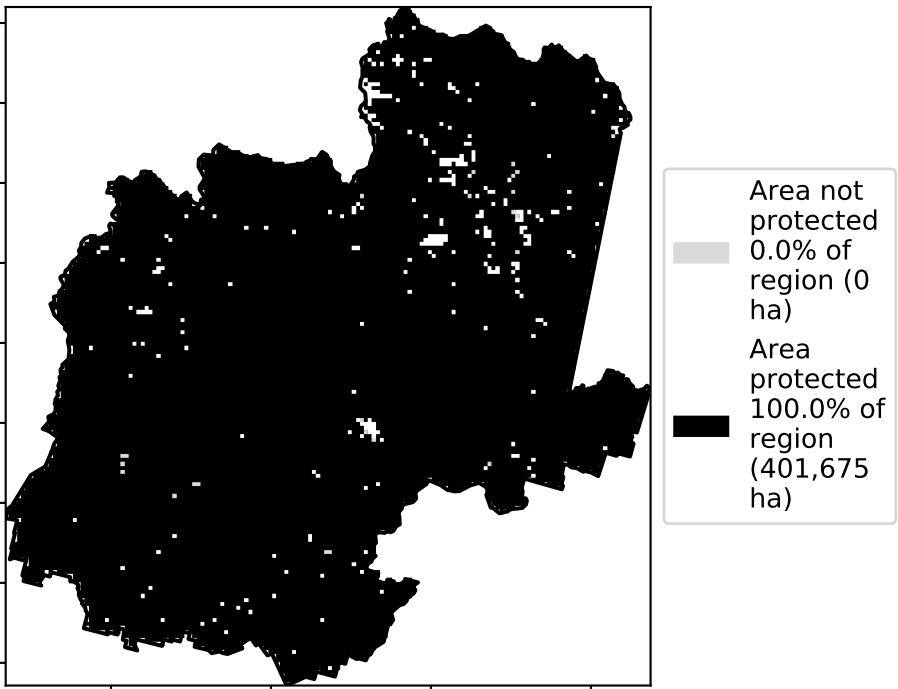 Area not
protected
0.0% of
region (0
ha)
Area
protected
100.0% of
region
(401,675
ha)